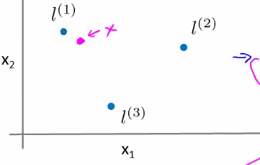 l^{(1)}
x
l^{(2)}
x₂
l^{(3)}
x₁